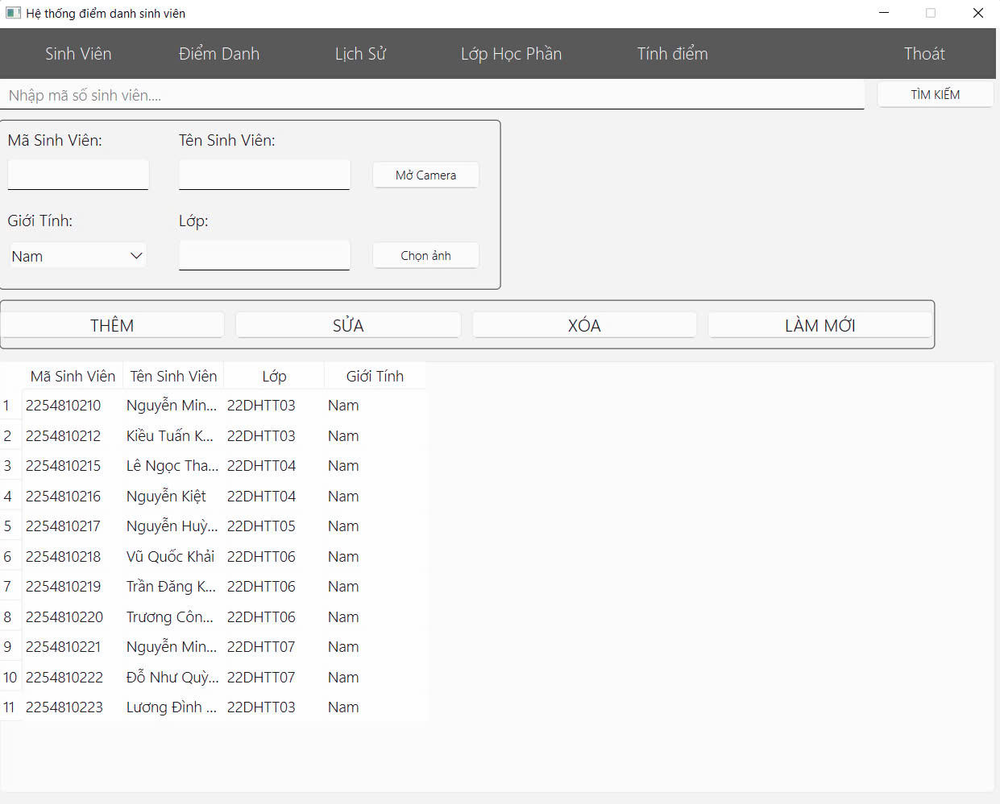 Hệ thống điểm danh sinh viên
Sinh Viên Điểm Danh Lịch Sử Lớp Học Phần Tính điểm Thoát
Nhập mã số sinh viên.... TÌM KIẾM
Mã Sinh Viên: Tên Sinh Viên:
Mở Camera
Giới Tính: Lớp:
Nam Chọn ảnh
THÊM SỬA XÓA LÀM MỚI
Mã Sinh Viên Tên Sinh Viên Lớp Giới Tính
1 2254810210 Nguyễn Min... 22DHTT03 Nam
2 2254810212 Kiều Tuấn K... 22DHTT03 Nam
3 2254810215 Lê Ngọc Tha... 22DHTT04 Nam
4 2254810216 Nguyễn Kiệt 22DHTT04 Nam
5 2254810217 Nguyễn Huỳ... 22DHTT05 Nam
6 2254810218 Vũ Quốc Khải 22DHTT06 Nam
7 2254810219 Trần Đăng K... 22DHTT06 Nam
8 2254810220 Trương Côn... 22DHTT06 Nam
9 2254810221 Nguyễn Min... 22DHTT07 Nam
10 2254810222 Đỗ Như Quỳ... 22DHTT07 Nam
11 2254810223 Lương Đình ... 22DHTT03 Nam